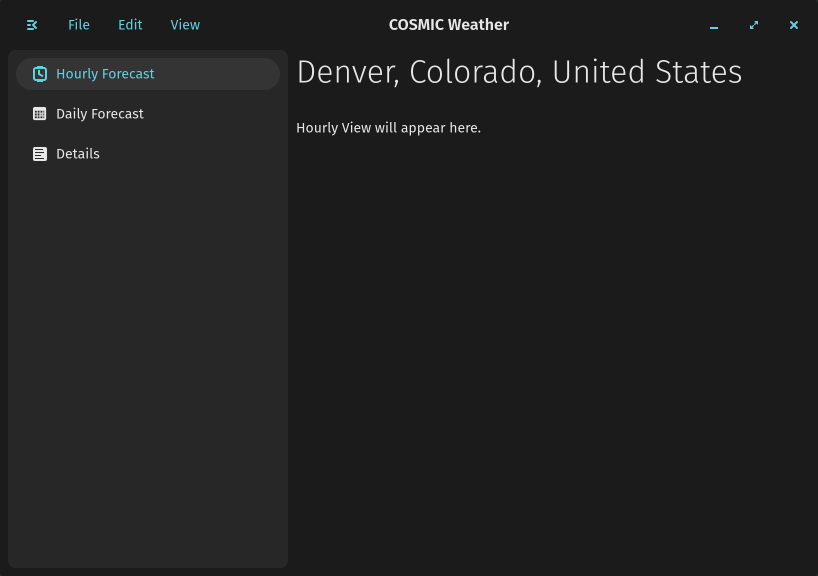 File Edit View COSMIC Weather
Hourly Forecast
Daily Forecast
Details
Denver, Colorado, United States
Hourly View will appear here.